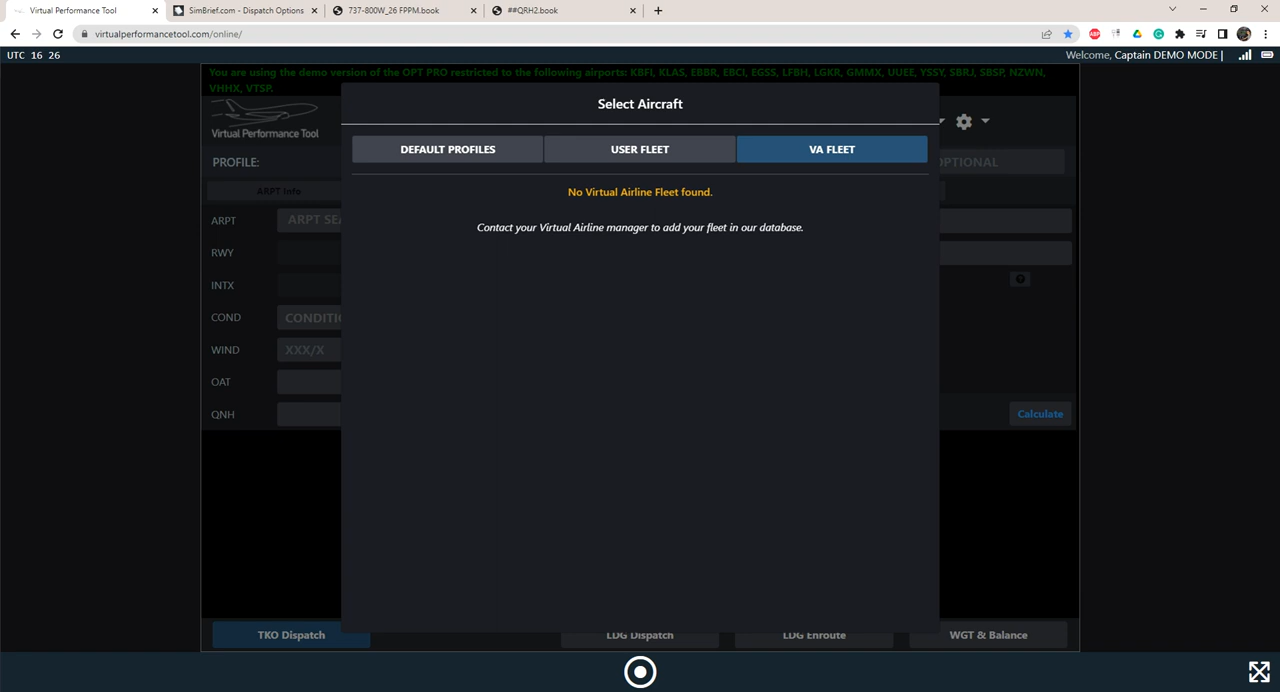 Virtual Performance Tool
SimBrief.com - Dispatch Options
737-800W_26 FPPM.book
##QRH2.book
virtualperformancetool.com/online/
UTC 16 26
Welcome, Captain DEMO MODE |
You are using the demo version of the OPT PRO restricted to the following airports: KBFI, KLAS, EBBR, EBCI, EGSS, LFBH, LGKR, GMMX, UUEE, YSSY, SBRJ, SBSP, NZWN,
VHHX, VTSP.
Select Aircraft
Virtual Performance Tool
DEFAULT PROFILES
USER FLEET
VA FLEET
PROFILE:
OPTIONAL
No Virtual Airline Fleet found.
ARPT Info
ARPT
ARPT SEA
Contact your Virtual Airline manager to add your fleet in our database.
RWY
INTX
COND
CONDITIO
WIND
XXX/X
OAT
QNH
Calculate
TKO Dispatch
LDG Dispatch
LDG Enroute
WGT & Balance